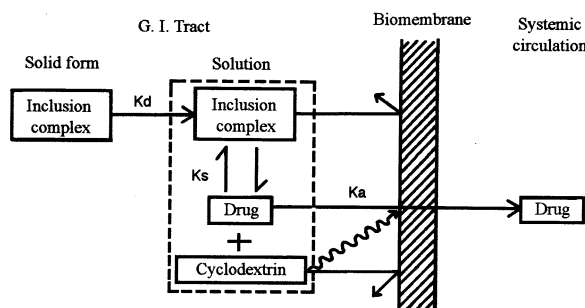 G. I. Tract
Biomembrane
Systemic
circulation
Solid form
Solution
Inclusion
complex
Kd
Inclusion
complex
Ks
Ka
Drug
Drug
+
Cyclodextrin